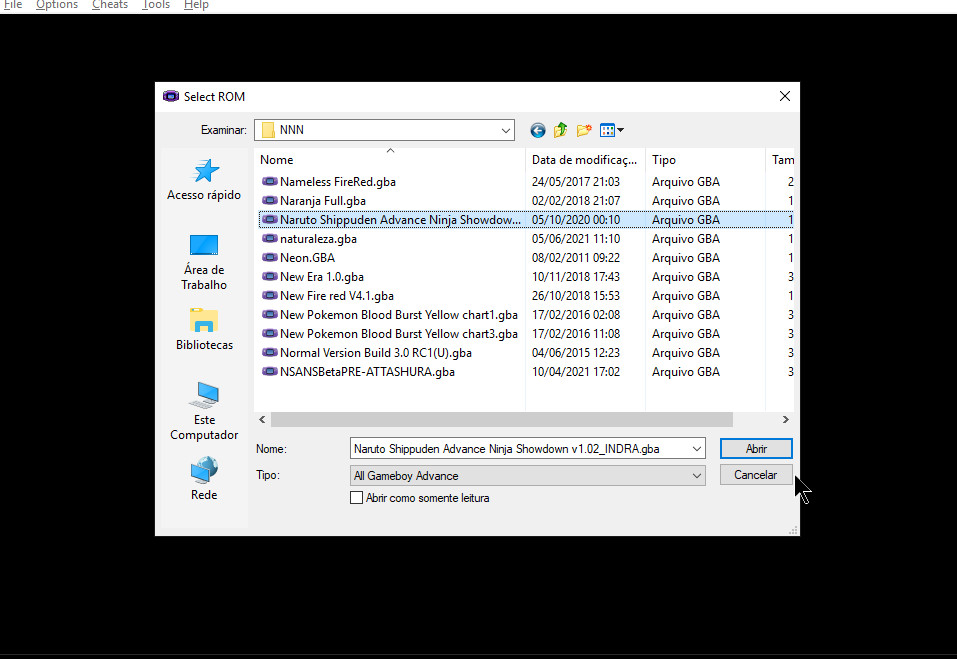 File Options Cheats Tools Help
Select ROM
Examinar: NNN
Acesso rápido
Área de
Trabalho
Bibliotecas
Este
Computador
Rede
Nome Data de modificaç... Tipo Tam
Nameless FireRed.gba 24/05/2017 21:03 Arquivo GBA 2
Naranja Full.gba 02/02/2018 21:07 Arquivo GBA 1
Naruto Shippuden Advance Ninja Showdow... 05/10/2020 00:10 Arquivo GBA 1
naturaleza.gba 05/06/2021 11:10 Arquivo GBA 1
Neon.GBA 08/02/2011 09:22 Arquivo GBA 1
New Era 1.0.gba 10/11/2018 17:43 Arquivo GBA 3
New Fire red V4.1.gba 26/10/2018 15:53 Arquivo GBA 1
New Pokemon Blood Burst Yellow chart1.gba 17/02/2016 02:08 Arquivo GBA 3
New Pokemon Blood Burst Yellow chart3.gba 17/02/2016 11:08 Arquivo GBA 3
Normal Version Build 3.0 RC1(U).gba 04/06/2015 12:23 Arquivo GBA 3
NSANSBetaPRE-ATTASHURA.gba 10/04/2021 17:02 Arquivo GBA 3
Nome: Naruto Shippuden Advance Ninja Showdown v1.02_INDRA.gba Abrir
Tipo: All Gameboy Advance Cancelar
Abrir como somente leitura